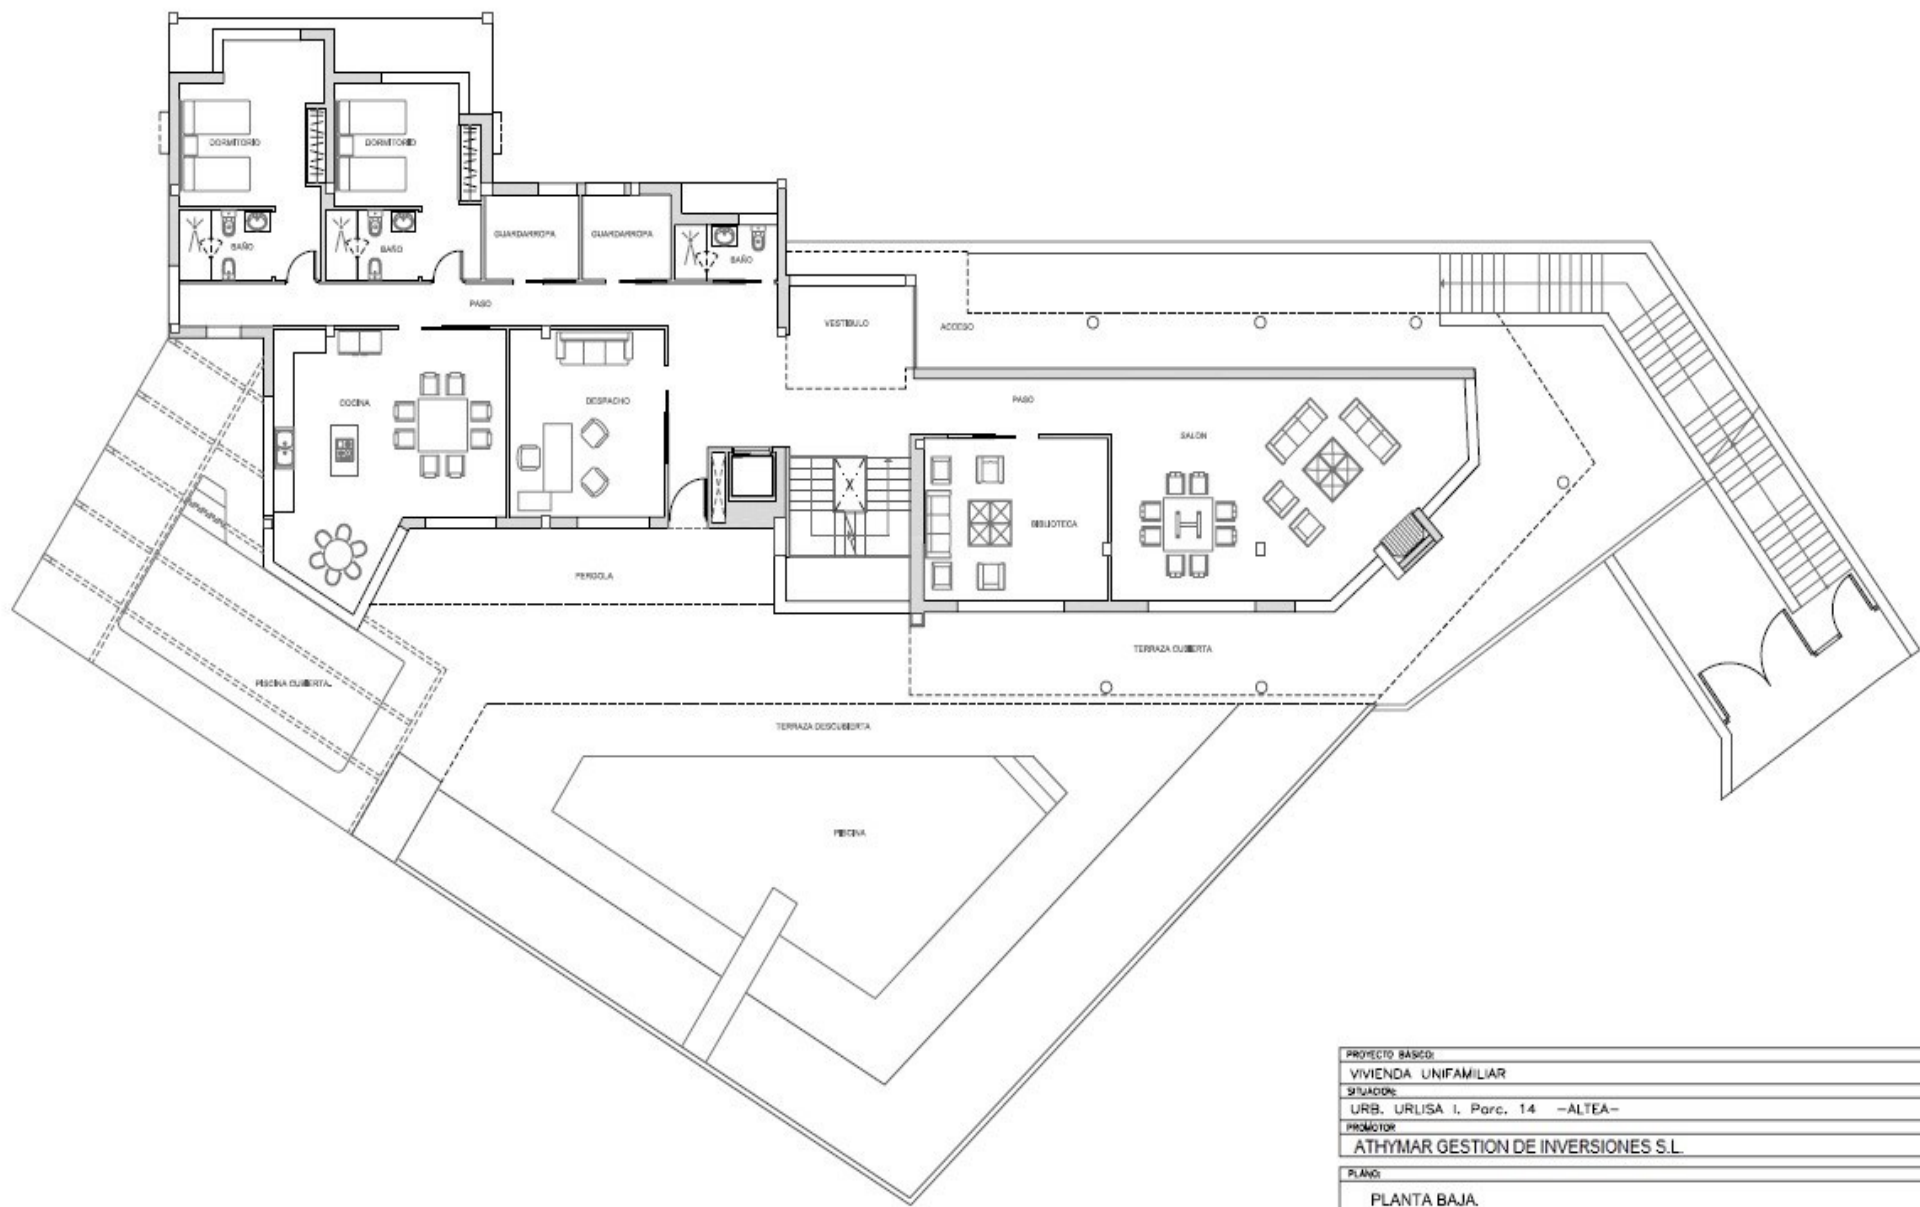 DORMITORIO
DORMITORIO
BAÑO
BAÑO
GUARDARROPA
GUARDARROPA
BAÑO
PASO
VESTIBULO
ACCESO
COCINA
DESPACHO
PASO
SALON
BIBLIOTECA
PERGOLA
TERRAZA CUBIERTA
PISCINA CUBIERTA
TERRAZA DESCUBIERTA
PISCINA
PROYECTO BASICO:
VIVIENDA UNIFAMILIAR
SITUACION:
URB. URLISA I. Parc. 14 -ALTEA-
PROMOTOR
ATHYMAR GESTION DE INVERSIONES S.L.
PLANO:
PLANTA BAJA.